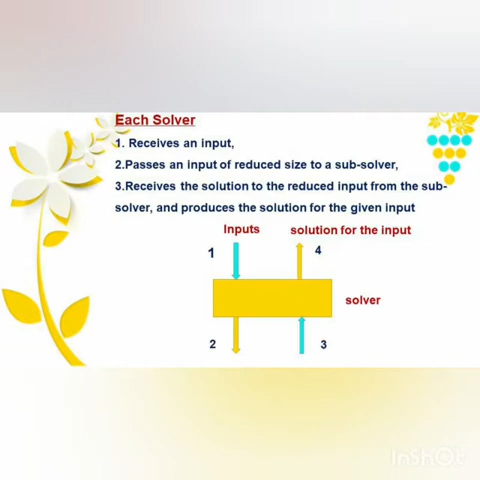 Each Solver
1. Receives an input,
2.Passes an input of reduced size to a sub-solver,
3.Receives the solution to the reduced input from the sub-
solver, and produces the solution for the given input
Inputs solution for the input
1 4
solver
2 3
InShOt